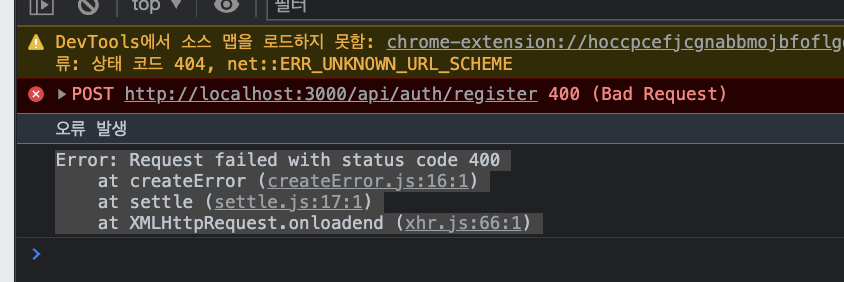 top ▼
필터
DevTools에서 소스 맵을 로드하지 못함: chrome-extension://hoccpcefjcgnabbmojbfoflg
류: 상태 코드 404, net::ERR_UNKNOWN_URL_SCHEME
▶POST http://localhost:3000/api/auth/register 400 (Bad Request)
오류 발생
Error: Request failed with status code 400
at createError (createError.js:16:1)
at settle (settle.js:17:1)
at XMLHttpRequest.onloadend (xhr.js:66:1)